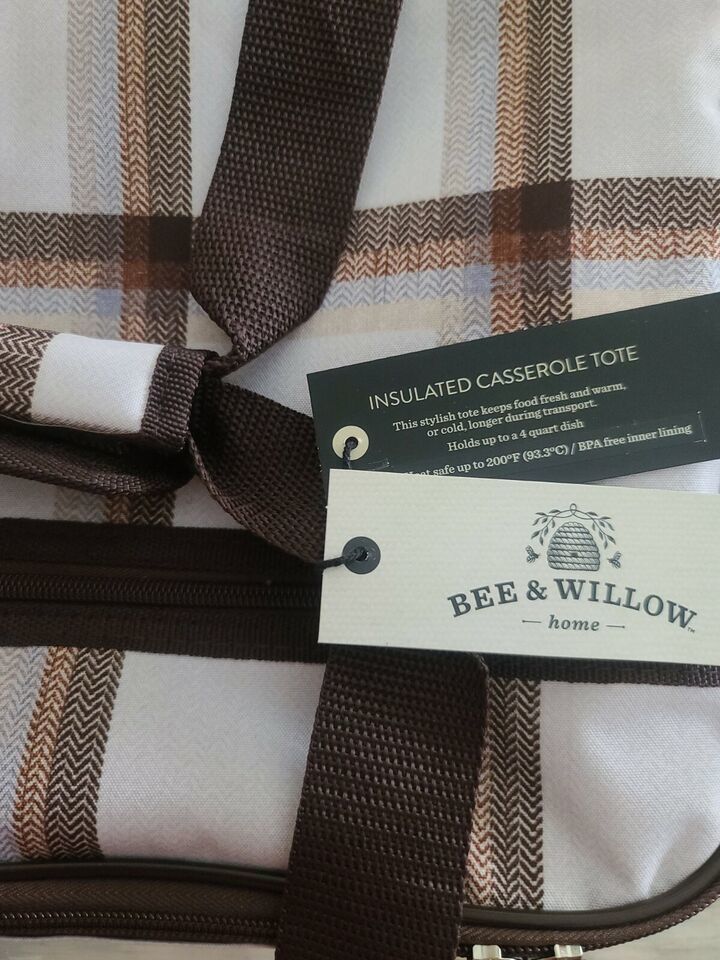 INSULATED CASSEROLE TOTE
This stylish tote keeps food fresh and warm,
or cold, longer during transport.
Holds up to a 4 quart dish
safe up to 200°F (93.3°C) / BPA free inner lining
BEE & WILLOW™
— home —